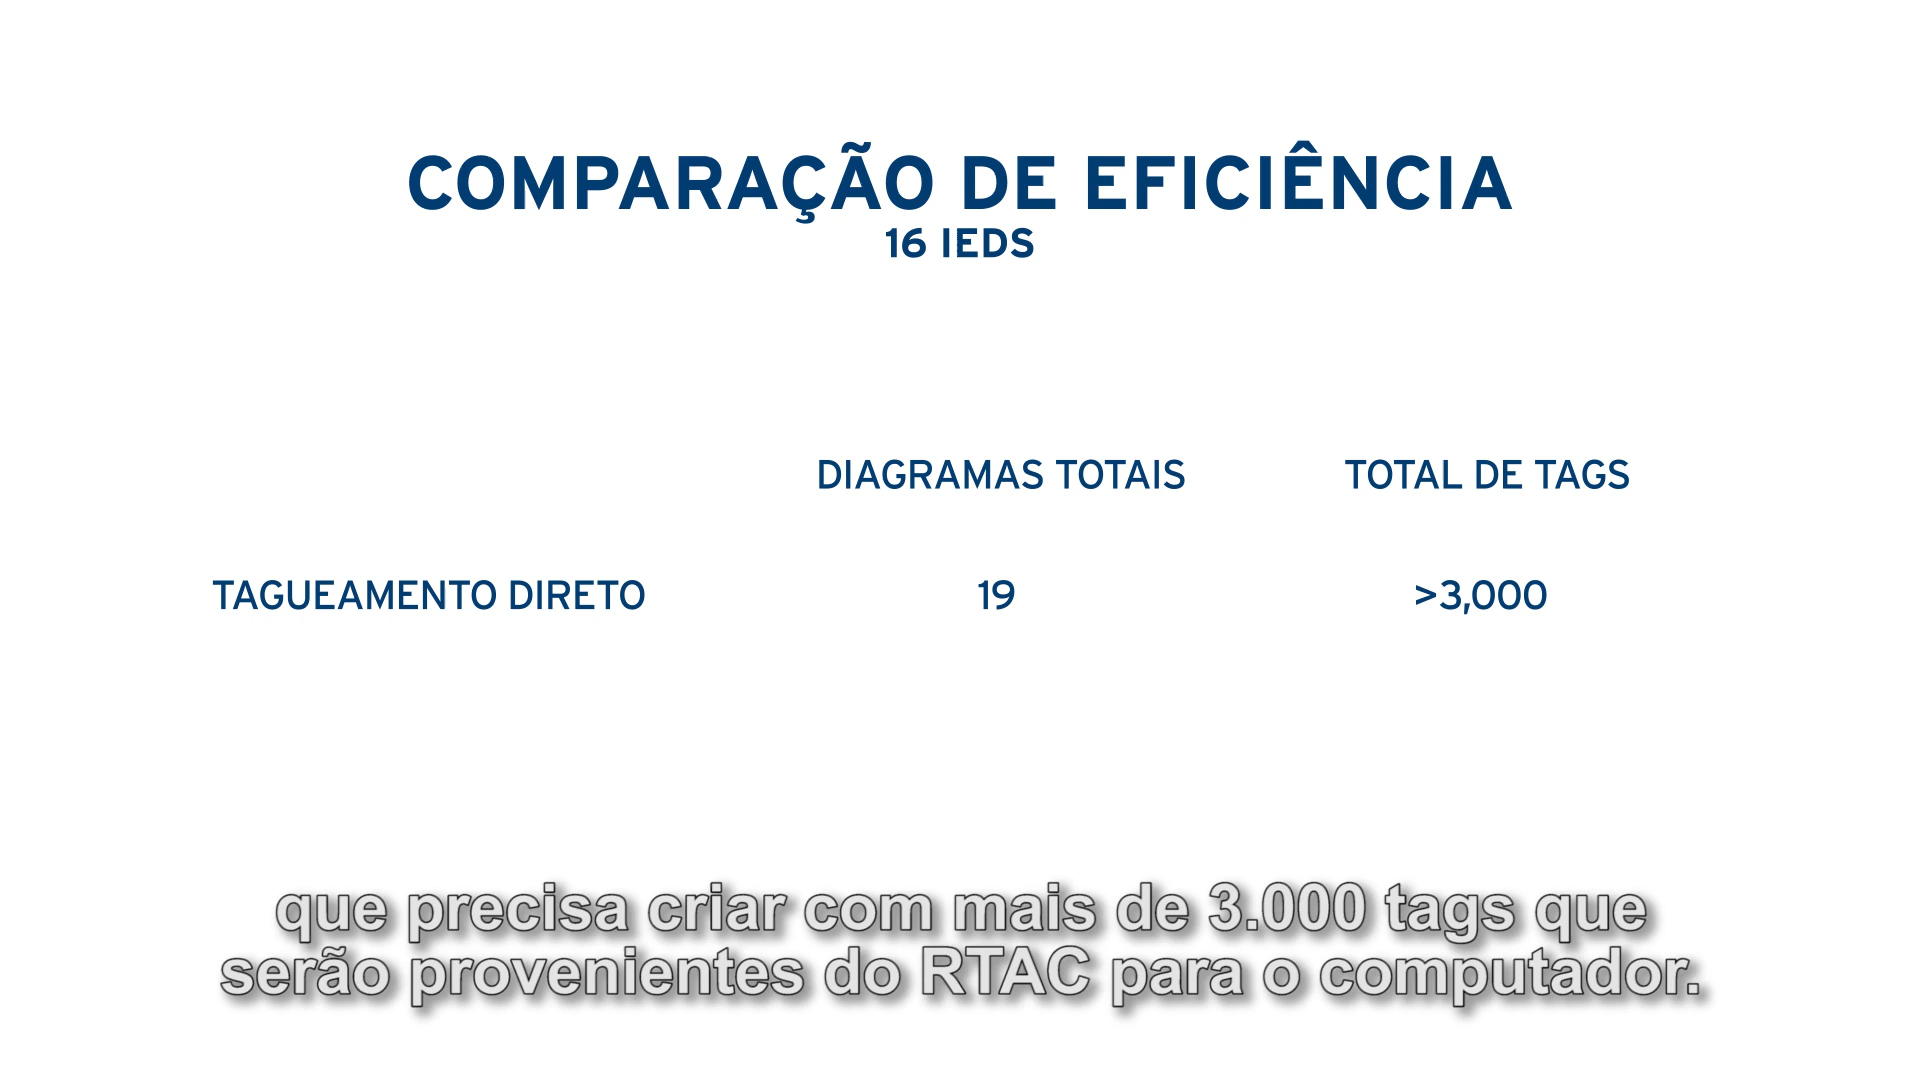 COMPARAÇÃO DE EFICIÊNCIA
16 IEDS
DIAGRAMAS TOTAIS TOTAL DE TAGS
TAGUEAMENTO DIRETO 19 >3,000
que precisa criar com mais de 3.000 tags que
serão provenientes do RTAC para o computador.